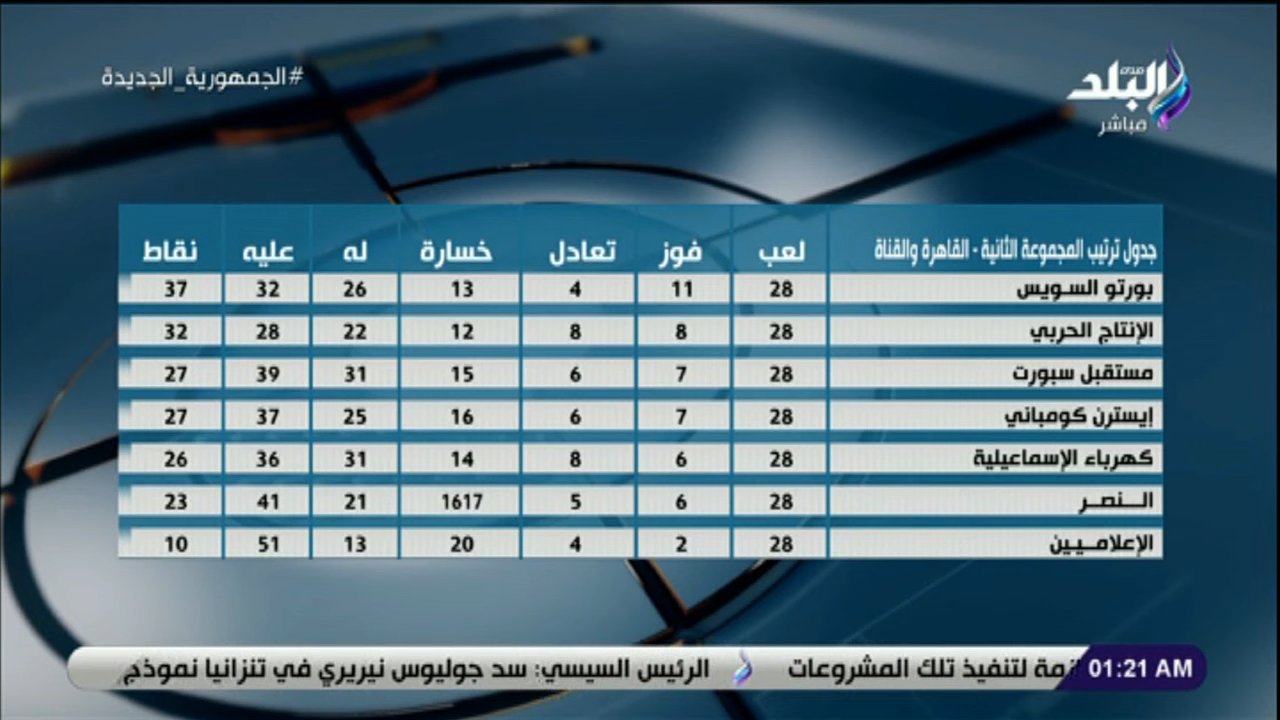 #الجمهورية_الجديدة
صدى البلد
مباشر
جدول ترتيب المجموعة الثانية - القاهرة والقناة لعب فوز تعادل خسارة له عليه نقاط
بورتو السويس 28 11 4 13 26 32 37
الإنتاج الحربي 28 8 8 12 22 28 32
مستقبل سبورت 28 7 6 15 31 39 27
إيسترن كومباني 28 7 6 16 25 37 27
كهرباء الإسماعيلية 28 6 8 14 31 36 26
النصر 28 6 5 1617 21 41 23
الإعلاميين 28 2 4 20 13 51 10
01:21 AM لتنفيذ تلك المشروعات الرئيس السيسي: سد جوليوس نيريري في تنزانيا نموذج